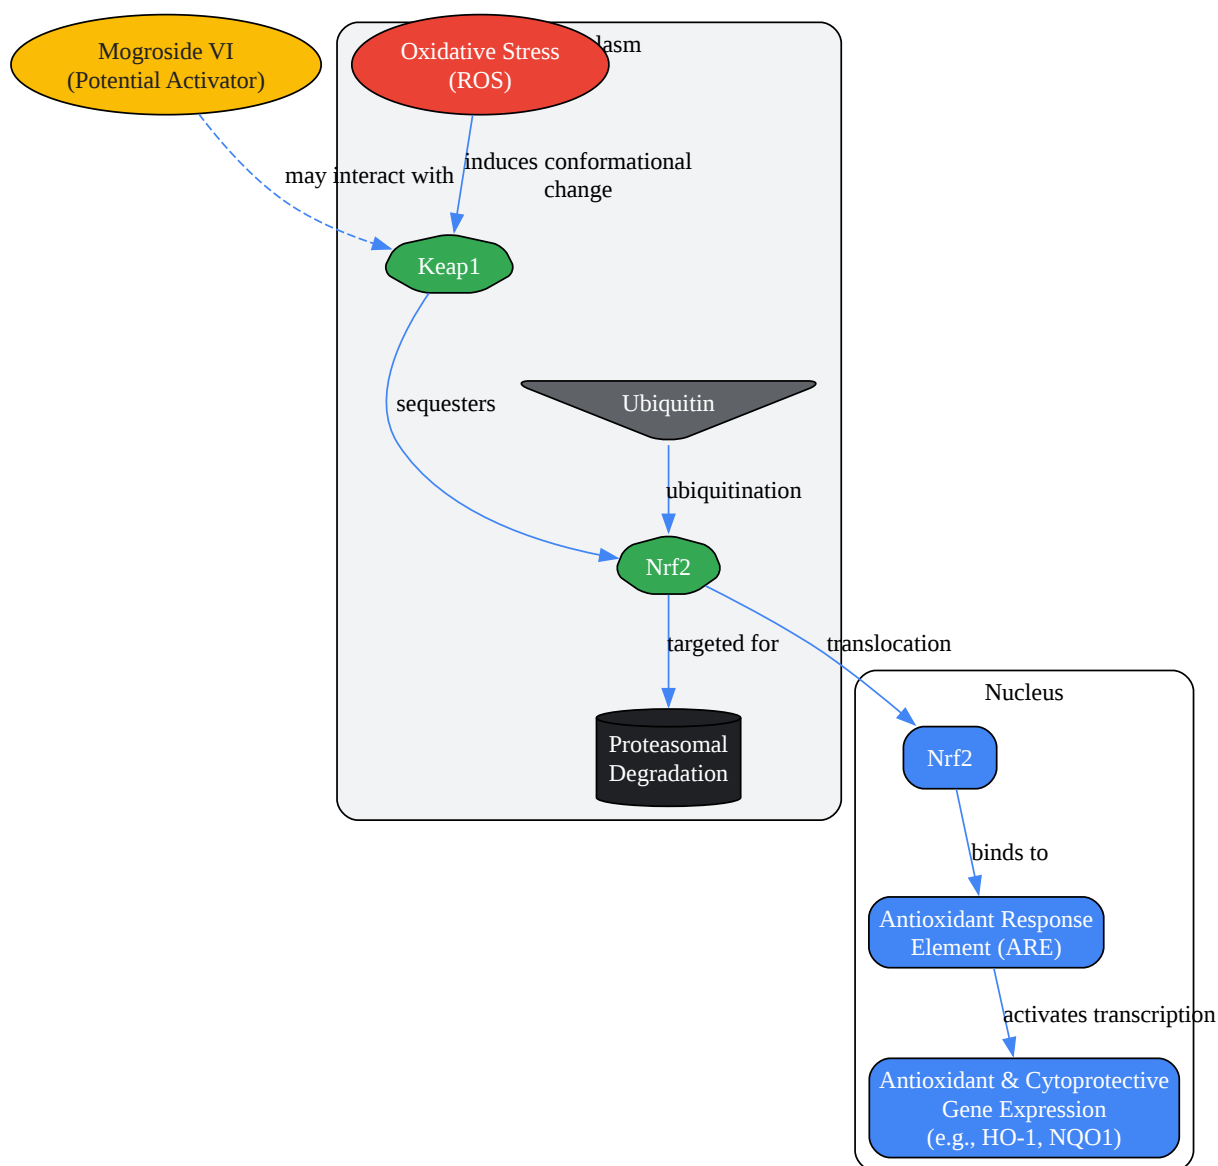 Mogroside VI
(Potential Activator)
Oxidative Stress
(ROS)
may interact with
induces conformational
change
Keap1
sequesters
Ubiquitin
ubiquitination
Nrf2
targeted for
translocation
Proteasomal
Degradation
Nucleus
Nrf2
binds to
Antioxidant Response
Element (ARE)
activates transcription
Antioxidant & Cytoprotective
Gene Expression
(e.g., HO-1, NQO1)